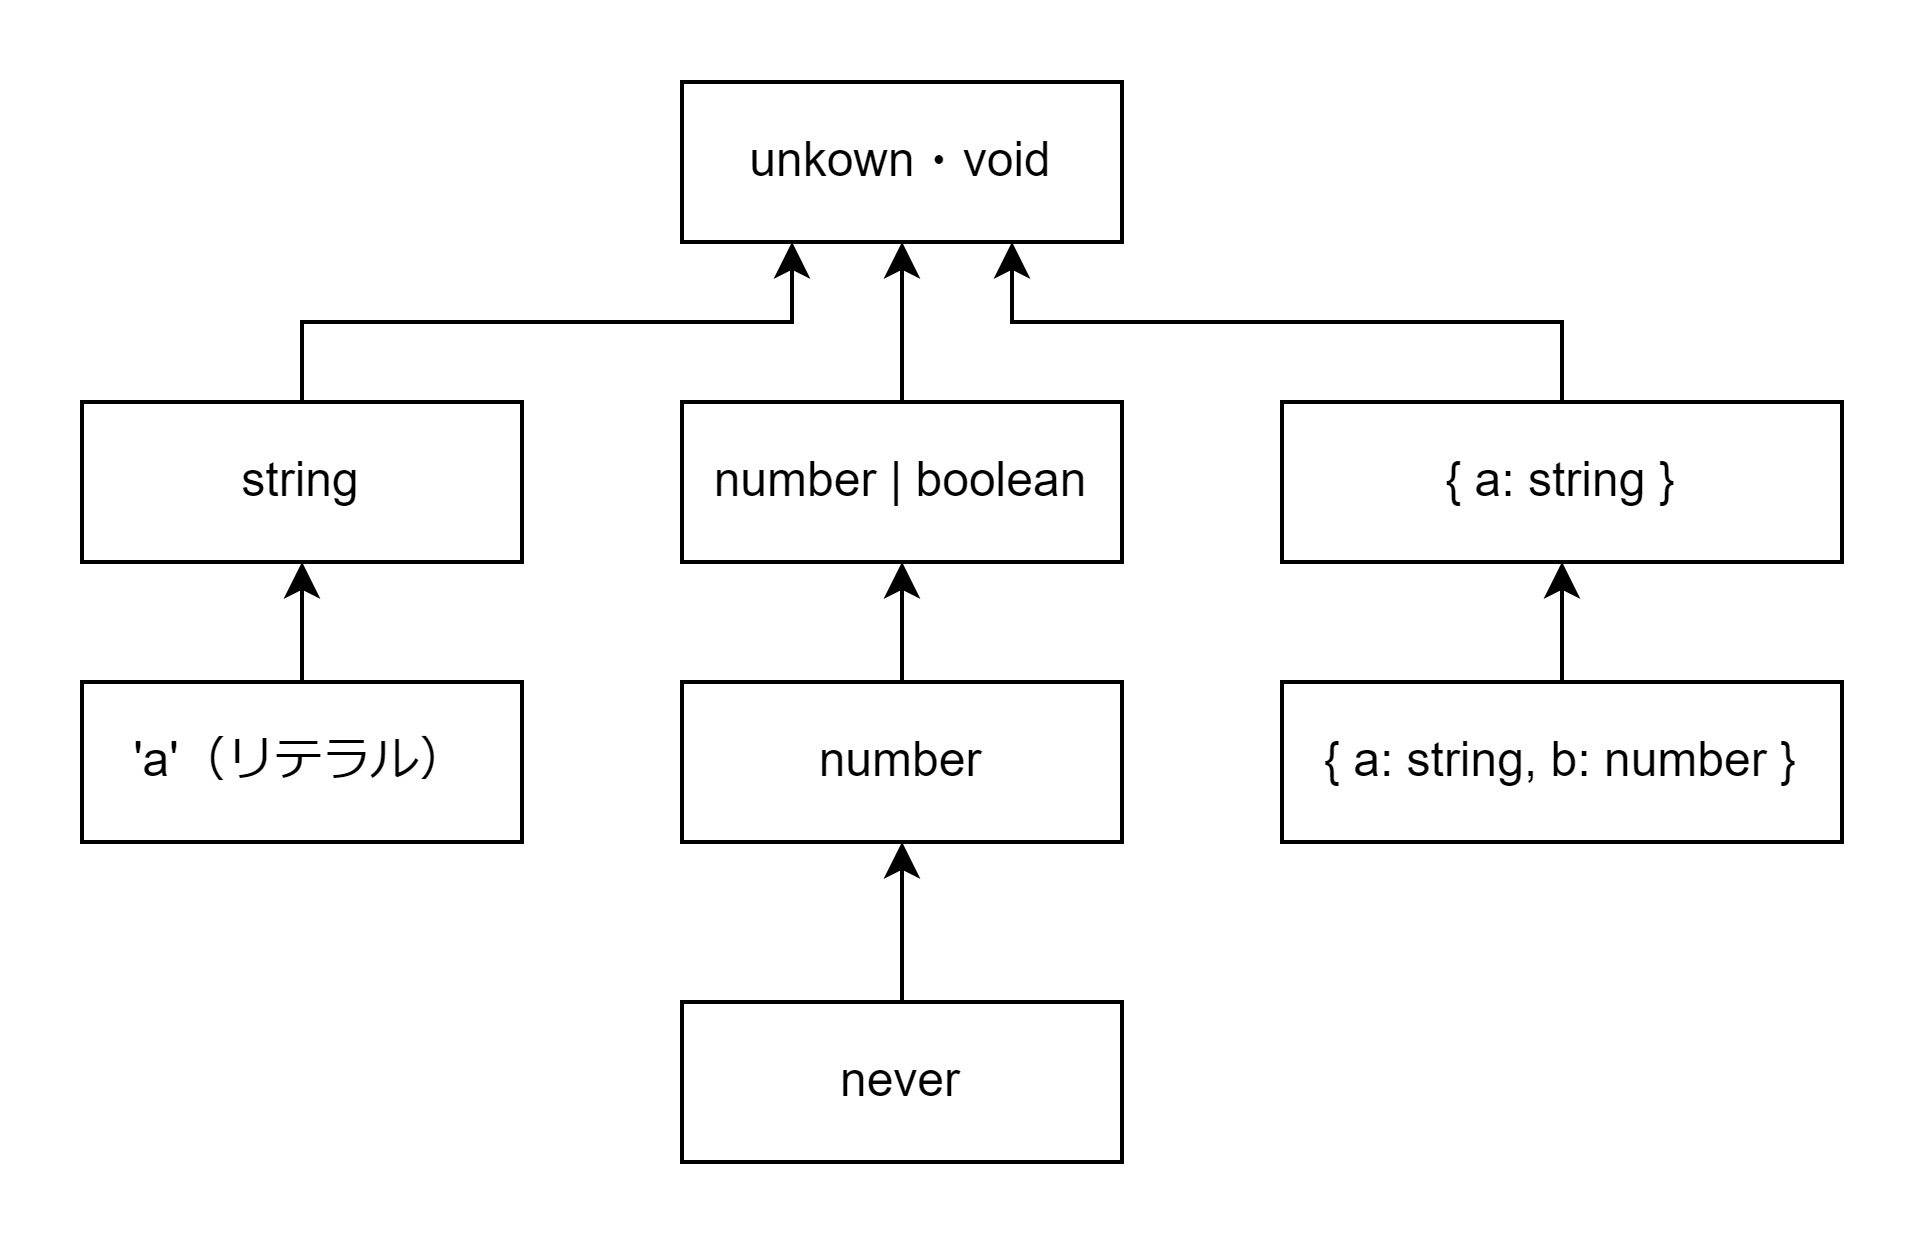 unkown・void
string
number | boolean
{ a: string }
'a'（リテラル）
number
{ a: string, b: number }
never